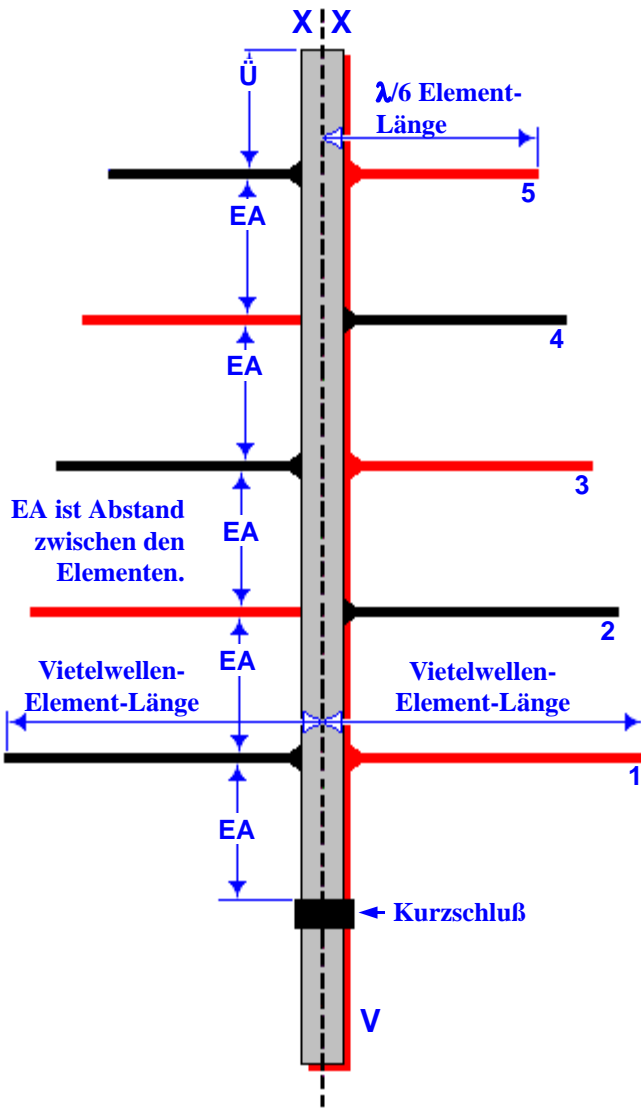 X X
Ü
λ/6 Element-
Länge
5
EA
4
EA
3
EA ist Abstand
zwischen den
Elementen.
EA
2
EA
Vietelwellen-
Element-Länge
Vietelwellen-
Element-Länge
1
EA
Kurzschluß
V